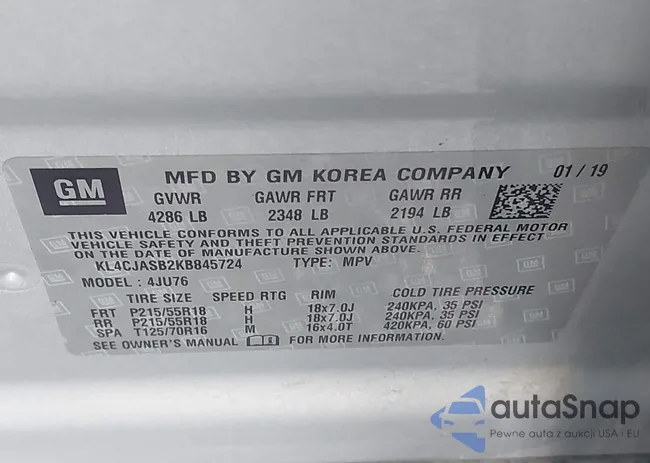 GM MFD BY GM KOREA COMPANY 01/19
GVWR GAWR FRT GAWR RR
4286 LB 2348 LB 2194 LB
THIS VEHICLE CONFORMS TO ALL APPLICABLE U.S. FEDERAL MOTOR
VEHICLE SAFETY AND THEFT PREVENTION STANDARDS IN EFFECT
ON THE DATE OF MANUFACTURE SHOWN ABOVE.
KL4CJASB2KB845724 TYPE: MPV
MODEL: 4JU76
TIRE SIZE SPEED RTG RIM COLD TIRE PRESSURE
FRT P215/55R18 H 18x7.0J 240KPA, 35 PSI
RR P215/55R18 H 18x7.0J 240KPA, 35 PSI
SPA T125/70R16 M 16x4.0T 420KPA, 60 PSI
SEE OWNER'S MANUAL FOR MORE INFORMATION.
autaSnap
Pewne auta z aukcji USA i EU